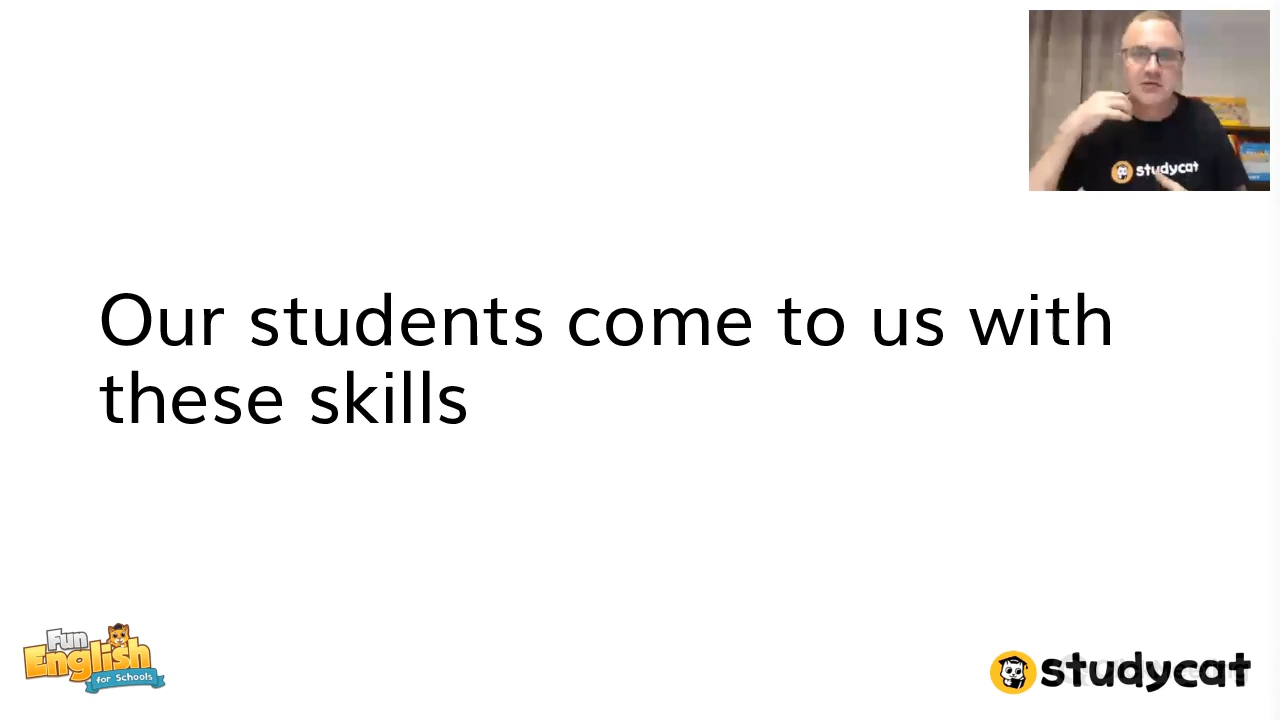 studycat
Our students come to us with
these skills
Fun
English
for Schools
studycat